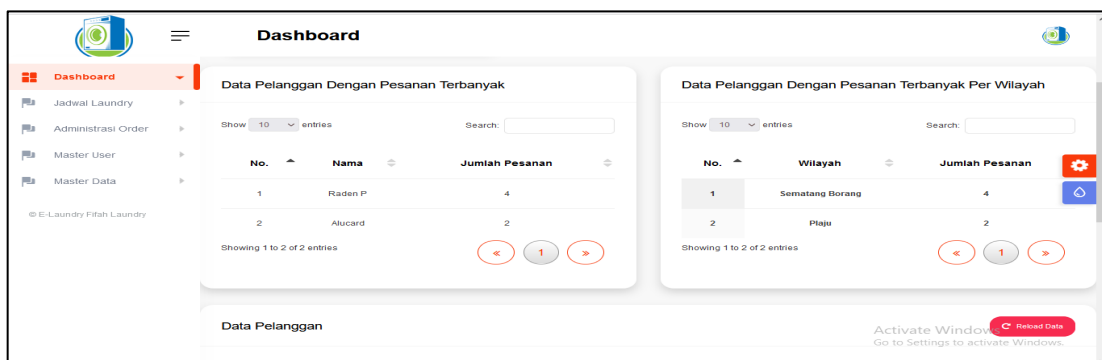 Dashboard
Dashboard
Jadwal Laundry
Administrasi Order
Master User
Master Data
© E-Laundry Fifah Laundry
Data Pelanggan Dengan Pesanan Terbanyak
Show 10 entries Search:
No. Nama Jumlah Pesanan
1 Raden P 4
2 Alucard 2
Showing 1 to 2 of 2 entries
« 1 »
Data Pelanggan Dengan Pesanan Terbanyak Per Wilayah
Show 10 entries Search:
No. Wilayah Jumlah Pesanan
1 Sematang Borang 4
2 Plaju 2
Showing 1 to 2 of 2 entries
« 1 »
Data Pelanggan
Reload Data
Activate Windows
Go to Settings to activate Windows.